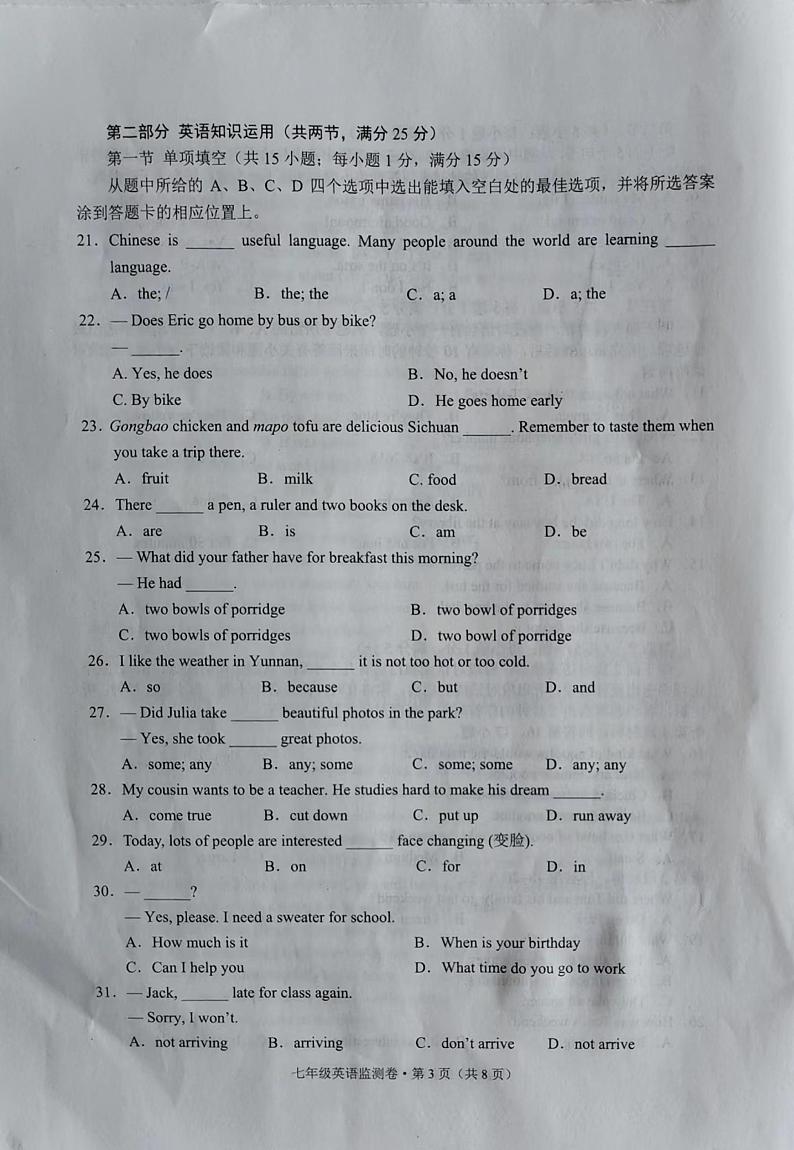 第二部分 英语知识运用（共两节，满分 25 分）
第一节 单项填空（共 15 小题；每小题 1 分，满分 15 分）
从题中所给的 A、B、C、D 四个选项中选出能填入空白处的最佳选项，并将所选答案
涂到答题卡的相应位置上。
21．Chinese is ______ useful language. Many people around the world are learning ______
language.
A．the; / B．the; the C．a; a D．a; the
22．— Does Eric go home by bus or by bike?
— ______.
A. Yes, he does B．No, he doesn't
C. By bike D．He goes home early
23．Gongbao chicken and mapo tofu are delicious Sichuan ______. Remember to taste them when
you take a trip there.
A．fruit B．milk C. food D．bread
24．There ______ a pen, a ruler and two books on the desk.
A．are B．is C．am D．be
25．— What did your father have for breakfast this morning?
— He had ______.
A．two bowls of porridge B．two bowl of porridges
C．two bowls of porridges D．two bowl of porridge
26．I like the weather in Yunnan, ______ it is not too hot or too cold.
A．so B．because C．but D．and
27．— Did Julia take ______ beautiful photos in the park?
— Yes, she took ______ great photos.
A．some; any B．any; some C．some; some D．any; any
28．My cousin wants to be a teacher. He studies hard to make his dream ______.
A．come true B．cut down C．put up D．run away
29．Today, lots of people are interested ______ face changing (变脸).
A．at B．on C．for D．in
30．— ______?
— Yes, please. I need a sweater for school.
A．How much is it B．When is your birthday
C．Can I help you D．What time do you go to work
31．— Jack, ______ late for class again.
— Sorry, I won't.
A．not arriving B．arriving C．don't arrive D．not arrive
七年级英语监测卷·第 3 页（共 8 页）